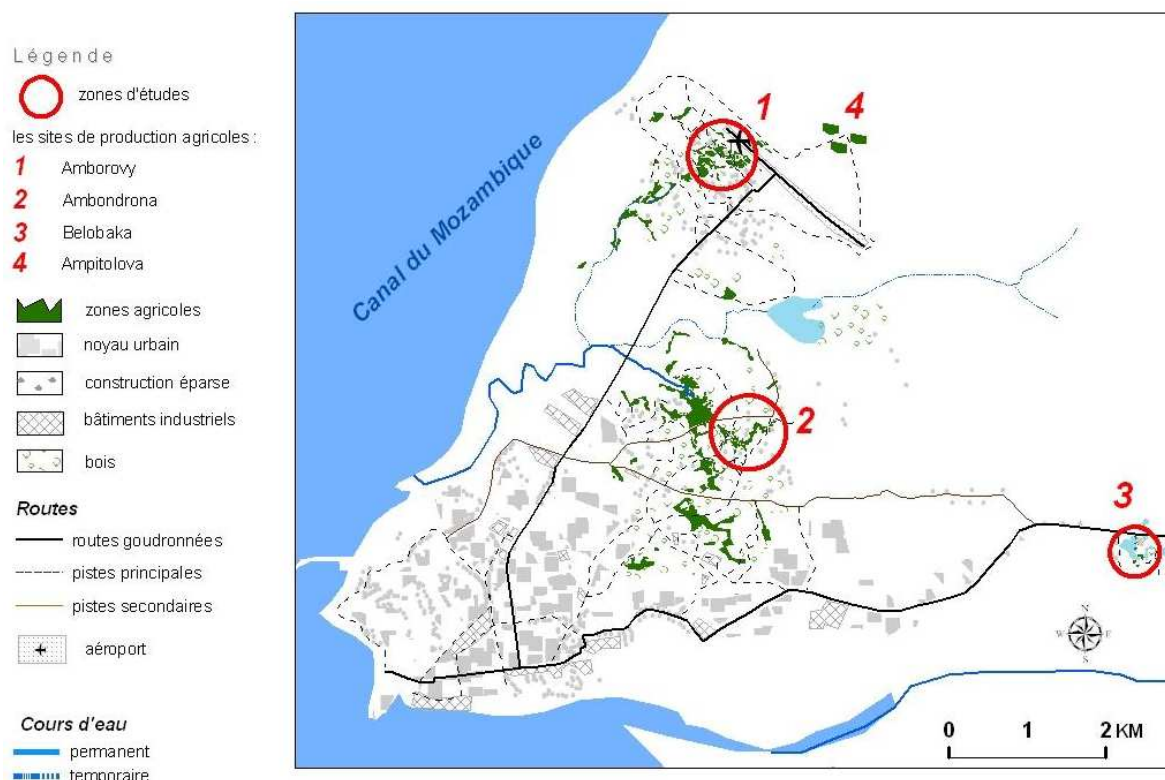 Légende
zones d'études
les sites de production agricoles :
1 Amborovy
2 Ambondrona
3 Belobaka
4 Ampitolova
zones agricoles
noyau urbain
construction éparse
bâtiments industriels
bois
Routes
routes goudronnées
pistes principales
pistes secondaires
aéroport
Cours d'eau
permanent
temporaire
Canal du Mozambique
1
4
2
3
N
W E
S
0 1 2 KM